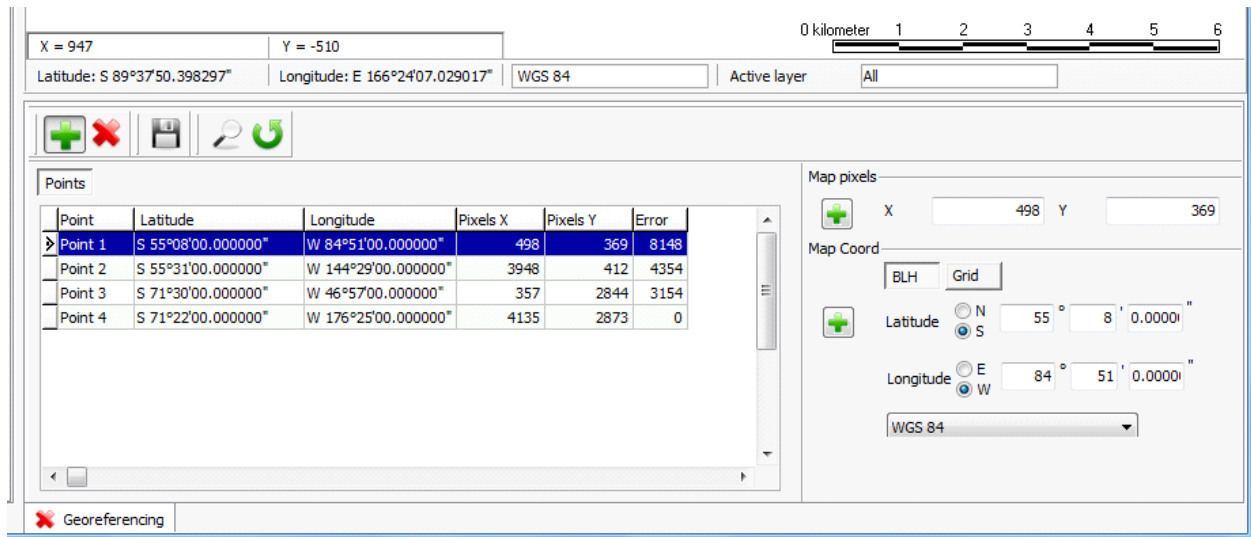 0 kilometer 1 2 3 4 5 6
X = 947 Y = -510
Latitude: S 89°37'50.398297" Longitude: E 166°24'07.029017" WGS 84 Active layer All
Points
Point Latitude Longitude Pixels X Pixels Y Error
Point 1 S 55°08'00.000000" W 84°51'00.000000" 498 369 8148
Point 2 S 55°31'00.000000" W 144°29'00.000000" 3948 412 4354
Point 3 S 71°30'00.000000" W 46°57'00.000000" 357 2844 3154
Point 4 S 71°22'00.000000" W 176°25'00.000000" 4135 2873 0
Map pixels
X 498 Y 369
Map Coord
BLH Grid
Latitude N S 55 ° 8 ' 0.0000 "
Longitude E W 84 ° 51 ' 0.0000 "
WGS 84
Georeferencing